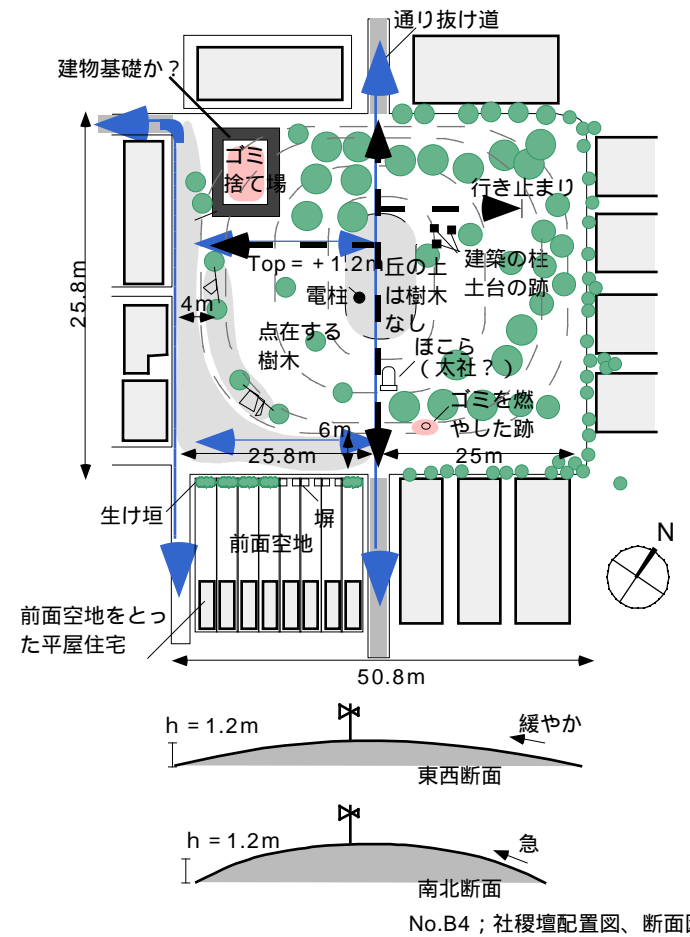 通り抜け道
建物基礎か？
ゴミ
捨て場
行き止まり
Top = + 1.2m
丘の上
は樹木
なし
建築の柱
土台の跡
電柱
25.8m
4m
点在する
樹木
ほこら
（太社？）
ゴミを燃
やした跡
6m
25.8m
25m
生け垣
塀
前面空地
N
前面空地をとっ
た平屋住宅
50.8m
h = 1.2m
緩やか
東西断面
h = 1.2m
急
南北断面
No.B4；社稷壇配置図、断面